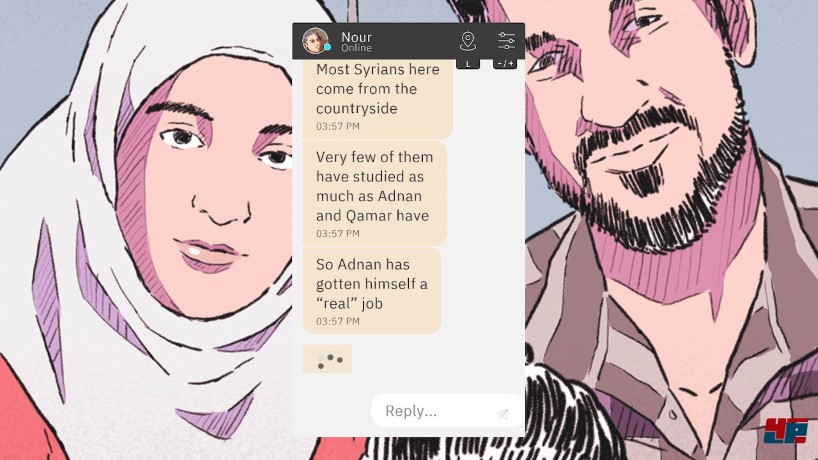 Nour
Online
L
-/+
Most Syrians here
come from the
countryside
03:57 PM
Very few of them
have studied as
much as Adnan
and Qamar have
03:57 PM
So Adnan has
gotten himself a
“real” job
03:57 PM
Reply...
4P